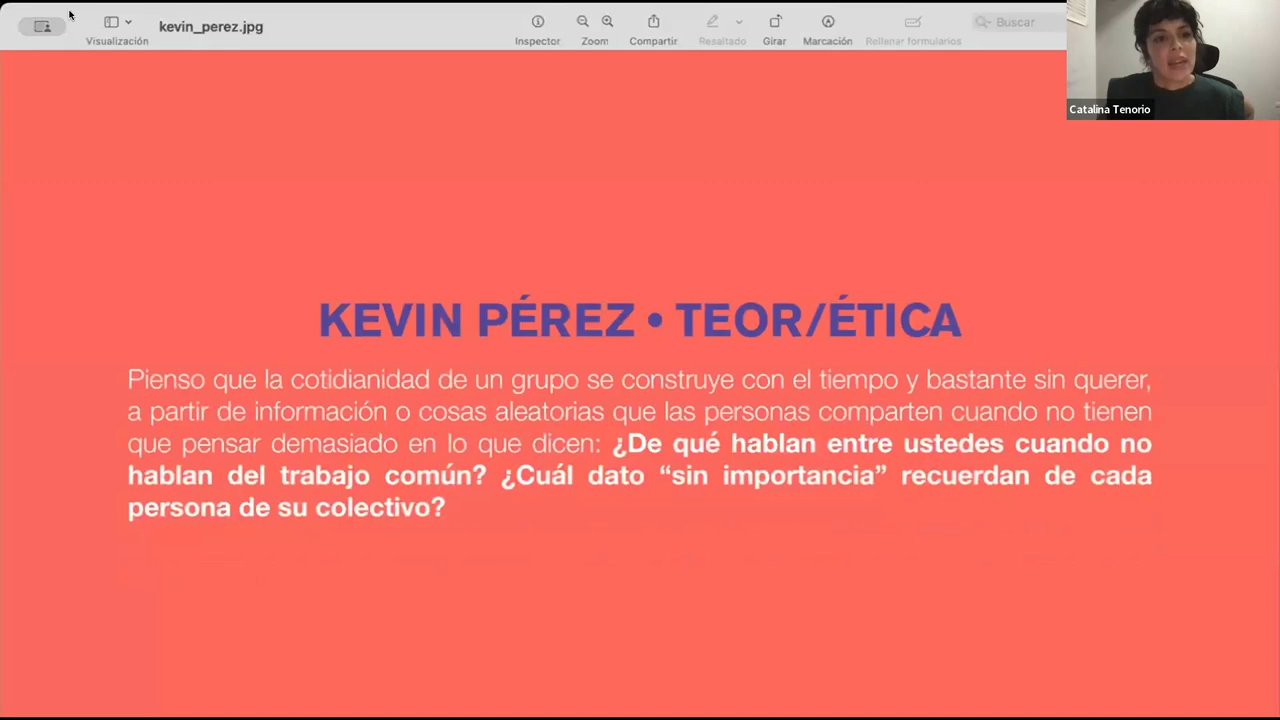 kevin_perez.jpg
Visualización
Inspector
Zoom
Compartir
Resaltado
Girar
Marcación
Rellenar formularios
Buscar
Catalina Tenorio
KEVIN PÉREZ • TEOR/ÉTICA
Pienso que la cotidianidad de un grupo se construye con el tiempo y bastante sin querer,
a partir de información o cosas aleatorias que las personas comparten cuando no tienen
que pensar demasiado en lo que dicen: ¿De qué hablan entre ustedes cuando no
hablan del trabajo común? ¿Cuál dato “sin importancia” recuerdan de cada
persona de su colectivo?